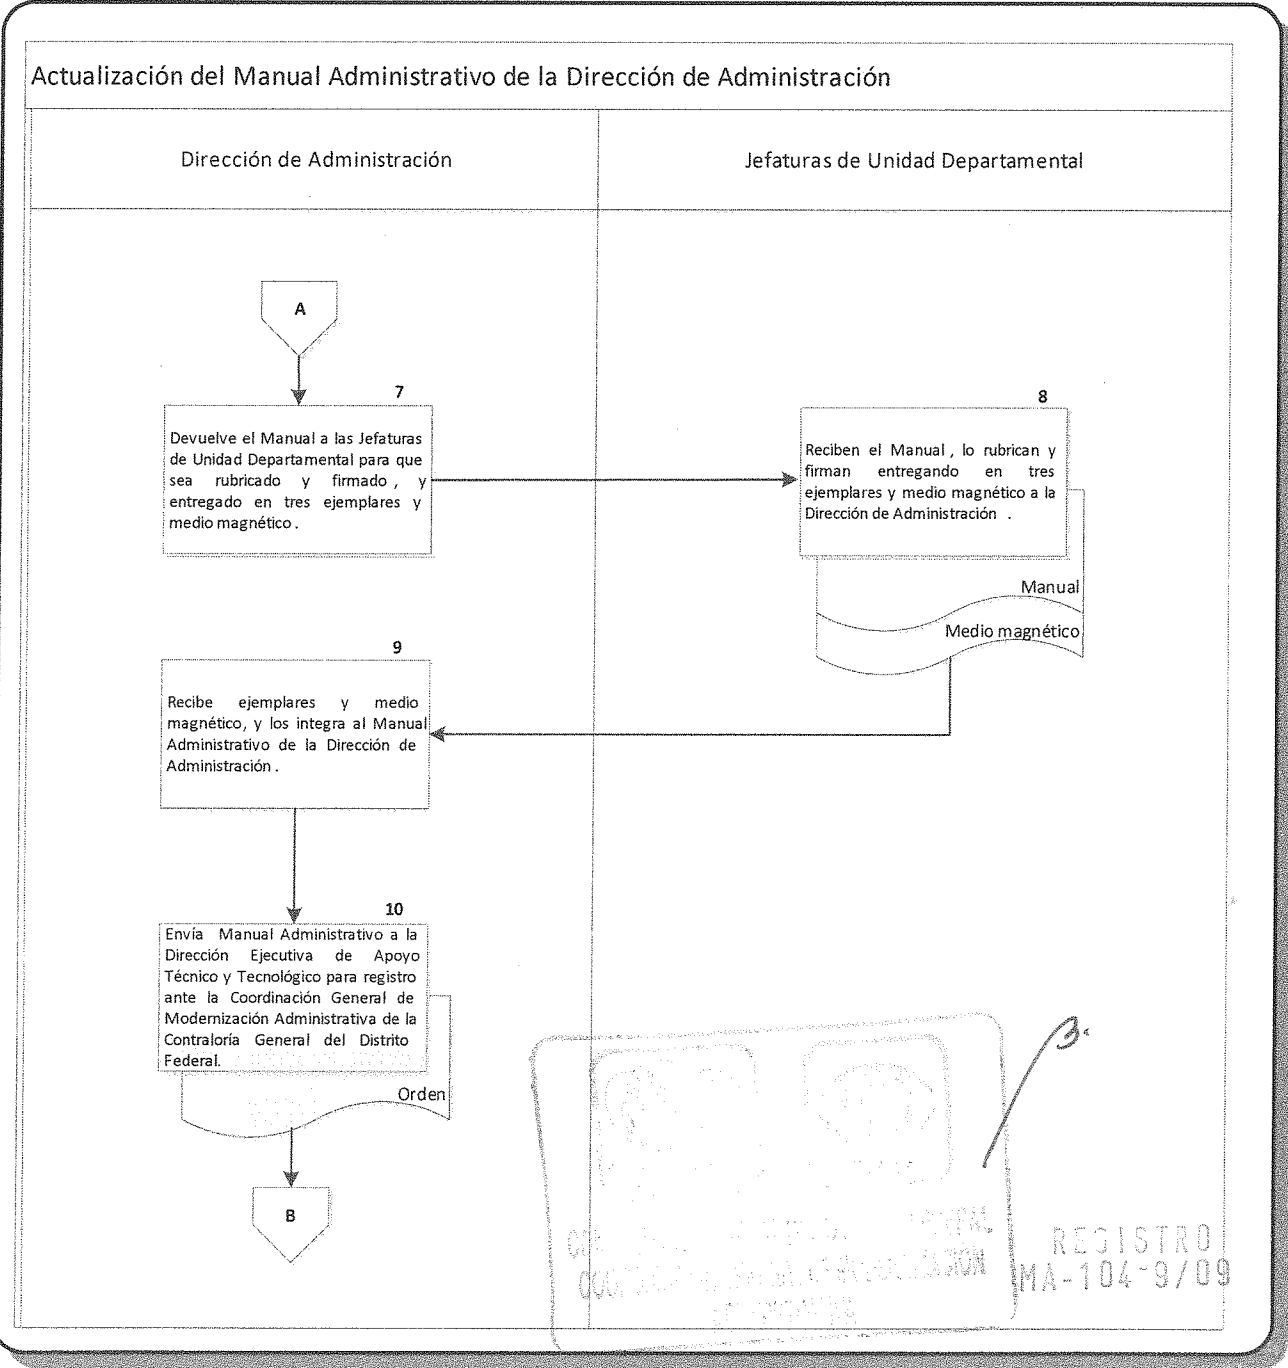 Actualización del Manual Administrativo de la Dirección de Administración
Dirección de Administración
Jefaturas de Unidad Departamental
A
7
Devuelve el Manual a las Jefaturas
de Unidad Departamental para que
sea rubricado y firmado , y
entregado en tres ejemplares y
medio magnético .
8
Reciben el Manual , lo rubrican y
firman entregando en tres
ejemplares y medio magnético a la
Dirección de Administración .
Manual
Medio magnético
9
Recibe ejemplares y medio
magnético, y los integra al Manual
Administrativo de la Dirección de
Administración .
10
Envía Manual Administrativo a la
Dirección Ejecutiva de Apoyo
Técnico y Tecnológico para registro
ante la Coordinación General de
Modernización Administrativa de la
Contraloría General del Distrito
Federal.
Orden
B
REGISTRO